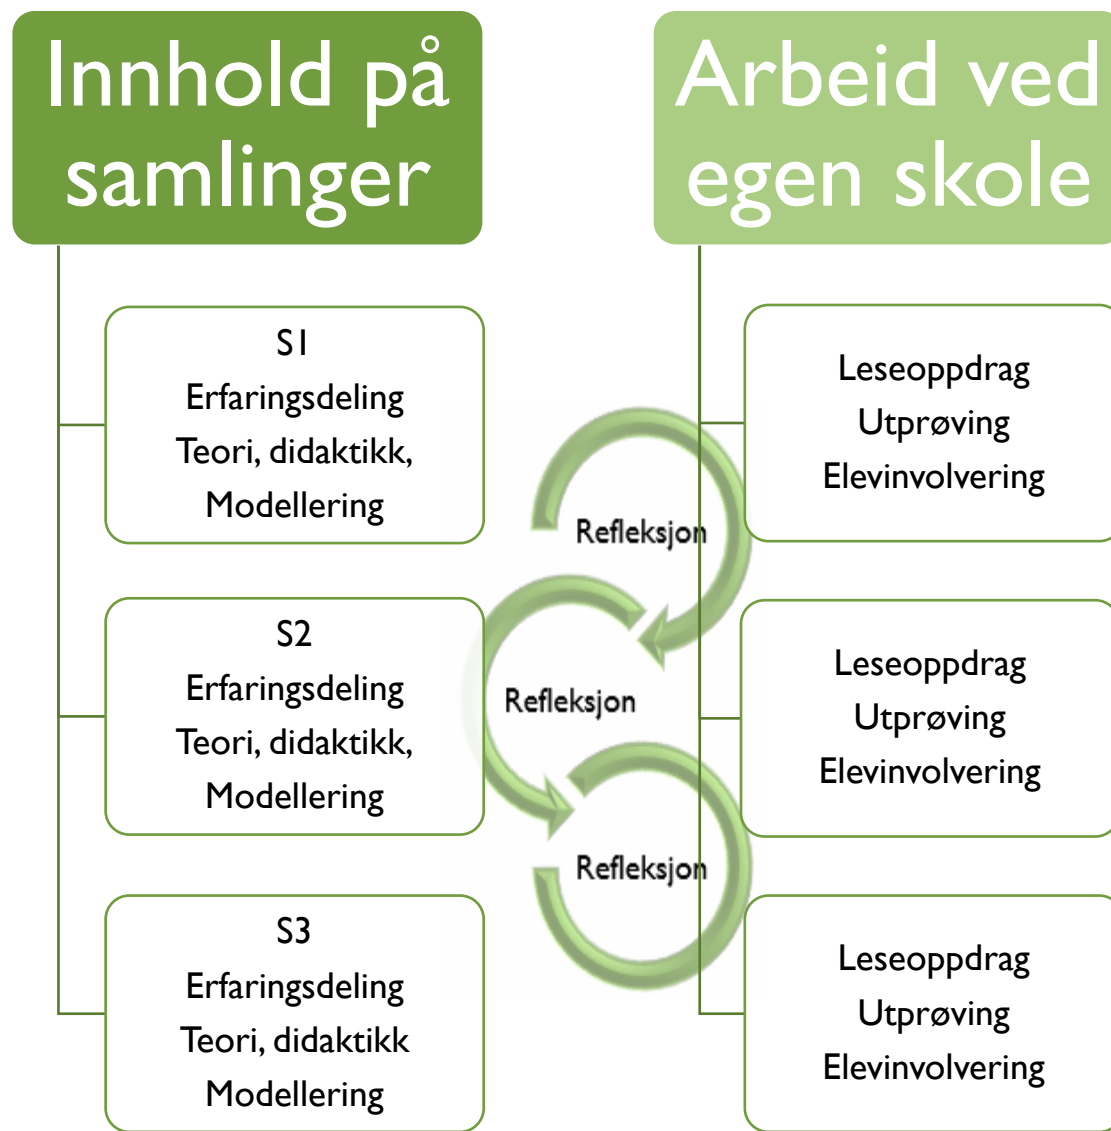 Innhold på
samlinger
S1
Erfaringsdeling
Teori, didaktikk,
Modellering
S2
Erfaringsdeling
Teori, didaktikk,
Modellering
S3
Erfaringsdeling
Teori, didaktikk
Modellering
Refleksjon
Refleksjon
Refleksjon
Arbeid ved
egen skole
Leseoppdrag
Utprøving
Elevinvolvering
Leseoppdrag
Utprøving
Elevinvolvering
Leseoppdrag
Utprøving
Elevinvolvering